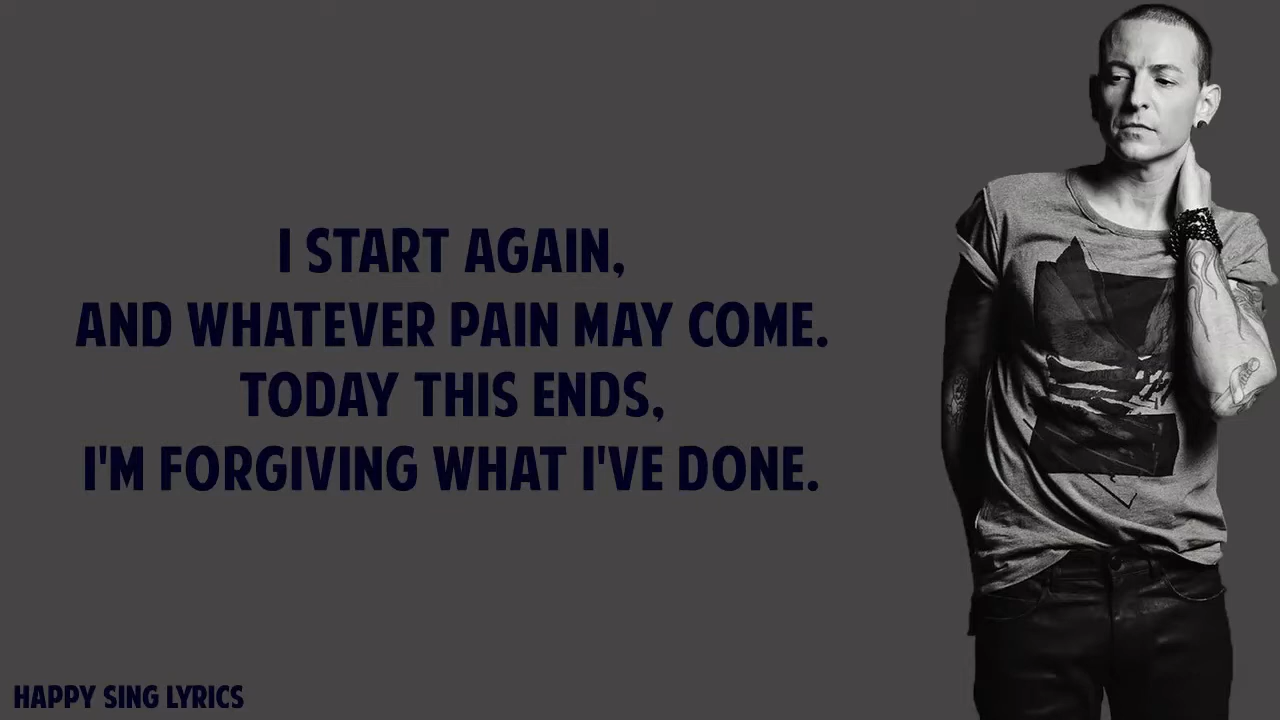 I START AGAIN,
AND WHATEVER PAIN MAY COME.
TODAY THIS ENDS,
I'M FORGIVING WHAT I'VE DONE.
HAPPY SING LYRICS